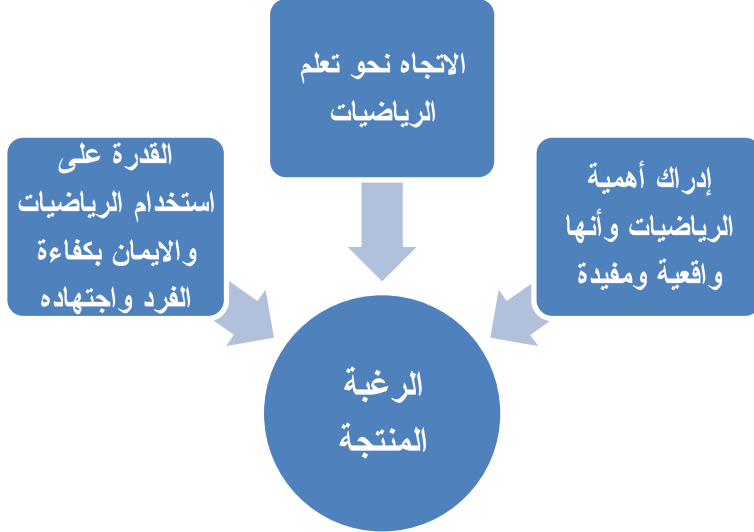 الاتجاه نحو تعلم
الرياضيات
إدراك أهمية
الرياضيات وأنها
واقعية ومفيدة
القدرة على
استخدام الرياضيات
والايمان بكفاءة
الفرد واجتهاده
الرغبة
المنتجة